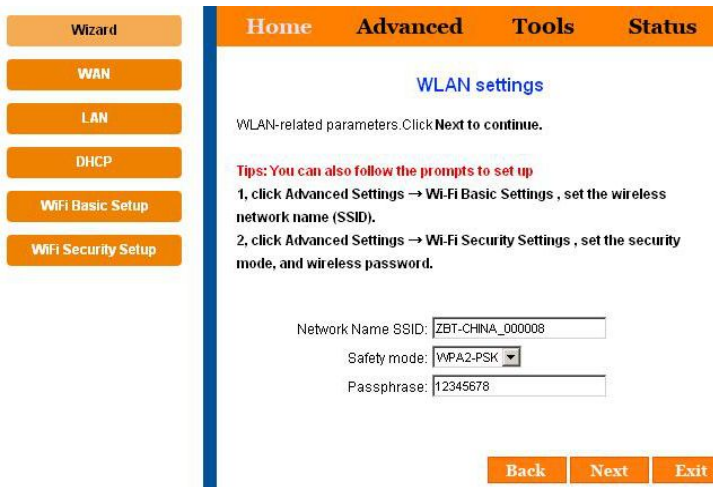 Wizard
WAN
LAN
DHCP
WiFi Basic Setup
WiFi Security Setup
Home Advanced Tools Status
WLAN settings
WLAN-related parameters.Click Next to continue.
Tips: You can also follow the prompts to set up
1, click Advanced Settings → Wi-Fi Basic Settings , set the wireless
network name (SSID).
2, click Advanced Settings → Wi-Fi Security Settings , set the security
mode, and wireless password.
Network Name SSID: ZBT-CHINA_000008
Safety mode: WPA2-PSK
Passphrase: 12345678
Back Next Exit